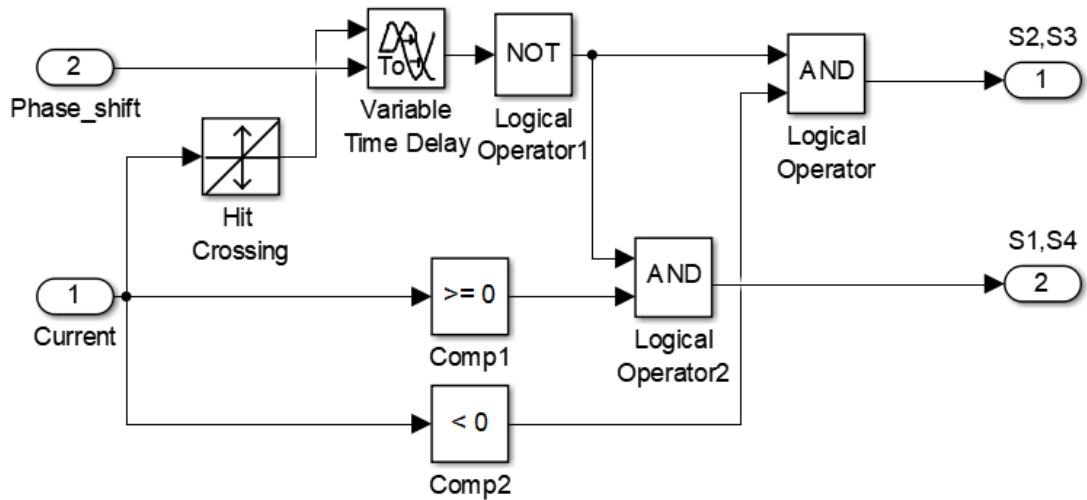 2
Phase_shift
To
Variable
Time Delay
NOT
Logical
Operator1
AND
Logical
Operator
S2,S3
1
Hit
Crossing
1
Current
>= 0
Comp1
AND
Logical
Operator2
S1,S4
2
< 0
Comp2